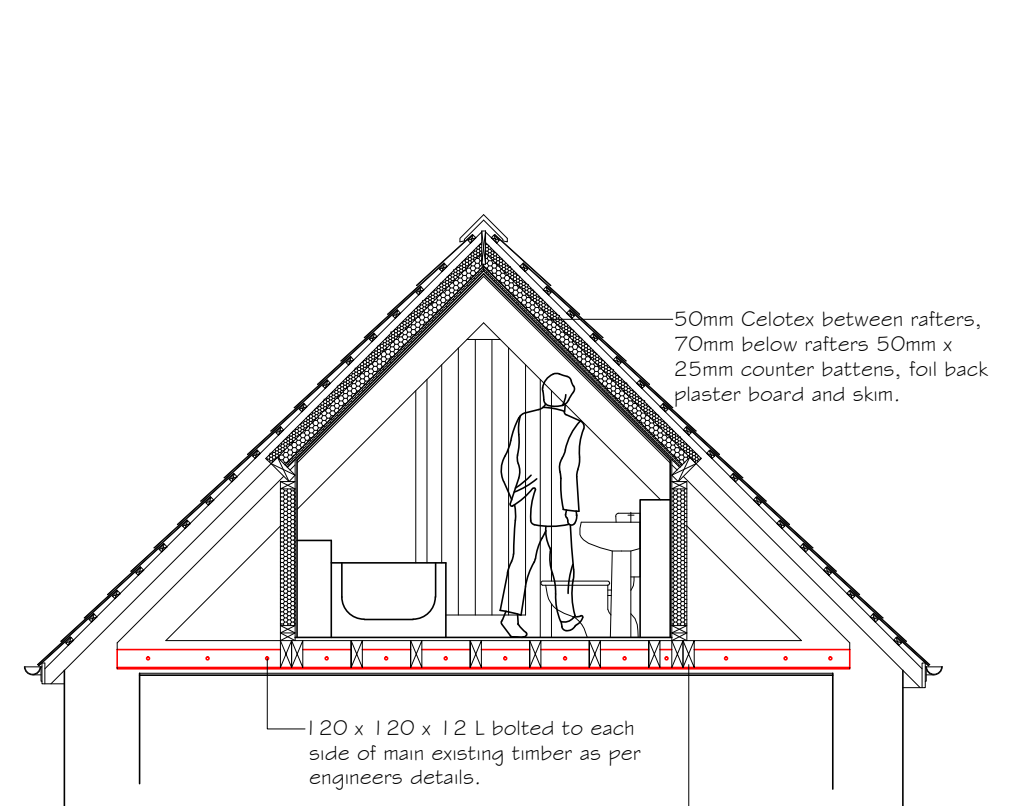 50mm Celotex between rafters,
70mm below rafters 50mm x
25mm counter battens, foil back
plaster board and skim.
120 x 120 x 12 L bolted to each
side of main existing timber as per
engineers details.